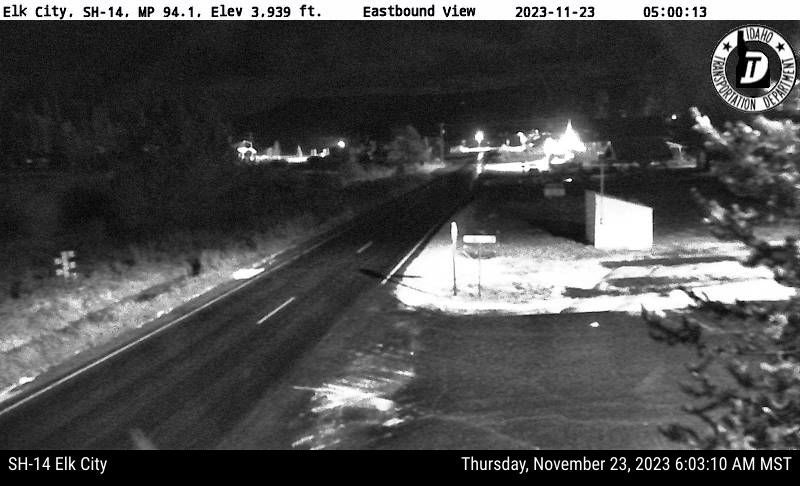 Elk City, SH-14, MP 94.1, Elev 3,939 ft. Eastbound View 2023-11-23 05:00:13
IDAHO
TRANSPORTATION DEPARTMENT
SH-14 Elk City Thursday, November 23, 2023 6:03:10 AM MST